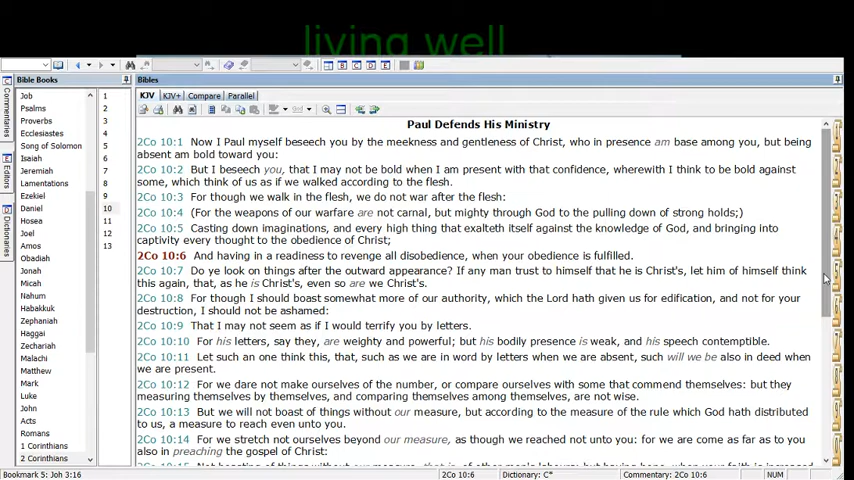 living well
Bible Books
Bibles
Job
Psalms
Proverbs
Ecclesiastes
Song of Solomon
Isaiah
Jeremiah
Lamentations
Ezekiel
Daniel
Hosea
Joel
Amos
Obadiah
Jonah
Micah
Nahum
Habakkuk
Zephaniah
Haggai
Zechariah
Malachi
Matthew
Mark
Luke
John
Acts
Romans
1 Corinthians
2 Corinthians
1
2
3
4
5
6
7
8
9
10
11
12
13
Commentaries
Editors
Dictionaries
KJV KJV+ Compare Parallel
Paul Defends His Ministry
2Co 10:1 Now I Paul myself beseech you by the meekness and gentleness of Christ, who in presence am base among you, but being
absent am bold toward you:
2Co 10:2 But I beseech you, that I may not be bold when I am present with that confidence, wherewith I think to be bold against
some, which think of us as if we walked according to the flesh.
2Co 10:3 For though we walk in the flesh, we do not war after the flesh:
2Co 10:4 (For the weapons of our warfare are not carnal, but mighty through God to the pulling down of strong holds;)
2Co 10:5 Casting down imaginations, and every high thing that exalteth itself against the knowledge of God, and bringing into
captivity every thought to the obedience of Christ;
2Co 10:6 And having in a readiness to revenge all disobedience, when your obedience is fulfilled.
2Co 10:7 Do ye look on things after the outward appearance? If any man trust to himself that he is Christ's, let him of himself think
this again, that, as he is Christ's, even so are we Christ's.
2Co 10:8 For though I should boast somewhat more of our authority, which the Lord hath given us for edification, and not for your
destruction, I should not be ashamed:
2Co 10:9 That I may not seem as if I would terrify you by letters.
2Co 10:10 For his letters, say they, are weighty and powerful; but his bodily presence is weak, and his speech contemptible.
2Co 10:11 Let such an one think this, that, such as we are in word by letters when we are absent, such will we be also in deed when
we are present.
2Co 10:12 For we dare not make ourselves of the number, or compare ourselves with some that commend themselves: but they
measuring themselves by themselves, and comparing themselves among themselves, are not wise.
2Co 10:13 But we will not boast of things without our measure, but according to the measure of the rule which God hath distributed
to us, a measure to reach even unto you.
2Co 10:14 For we stretch not ourselves beyond our measure, as though we reached not unto you: for we are come as far as to you
also in preaching the gospel of Christ:
Bookmark 5: Joh 3:16
2Co 10:6
Dictionary: C*
Commentary: 2Co 10:6
NUM